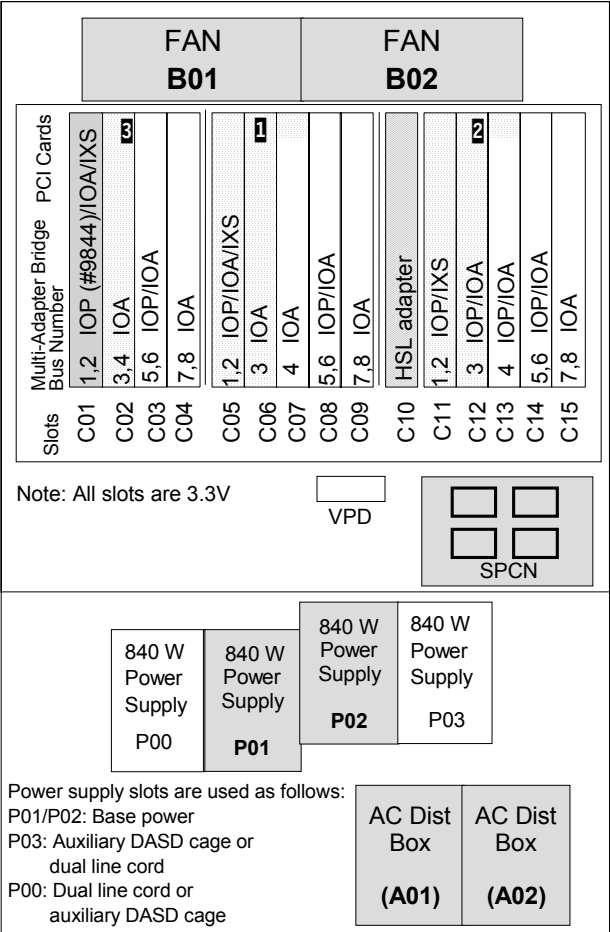 FAN
B01
FAN
B02
Slots
Multi-Adapter Bridge
Bus Number
PCI Cards
C01 1,2 IOP (#9844)/IOA/IXS
C02 3,4 IOA 3
C03 5,6 IOP/IOA
C04 7,8 IOA
C05 1,2 IOP/IOA/IXS
C06 3 IOA 1
C07 4 IOA
C08 5,6 IOP/IOA
C09 7,8 IOA
C10 HSL adapter
C11 1,2 IOP/IXS
C12 3 IOP/IOA 2
C13 4 IOP/IOA
C14 5,6 IOP/IOA
C15 7,8 IOA
Note: All slots are 3.3V
VPD
SPCN
840 W
Power
Supply
P00
840 W
Power
Supply
P01
840 W
Power
Supply
P02
840 W
Power
Supply
P03
Power supply slots are used as follows:
P01/P02: Base power
P03: Auxiliary DASD cage or
dual line cord
P00: Dual line cord or
auxiliary DASD cage
AC Dist
Box
(A01)
AC Dist
Box
(A02)